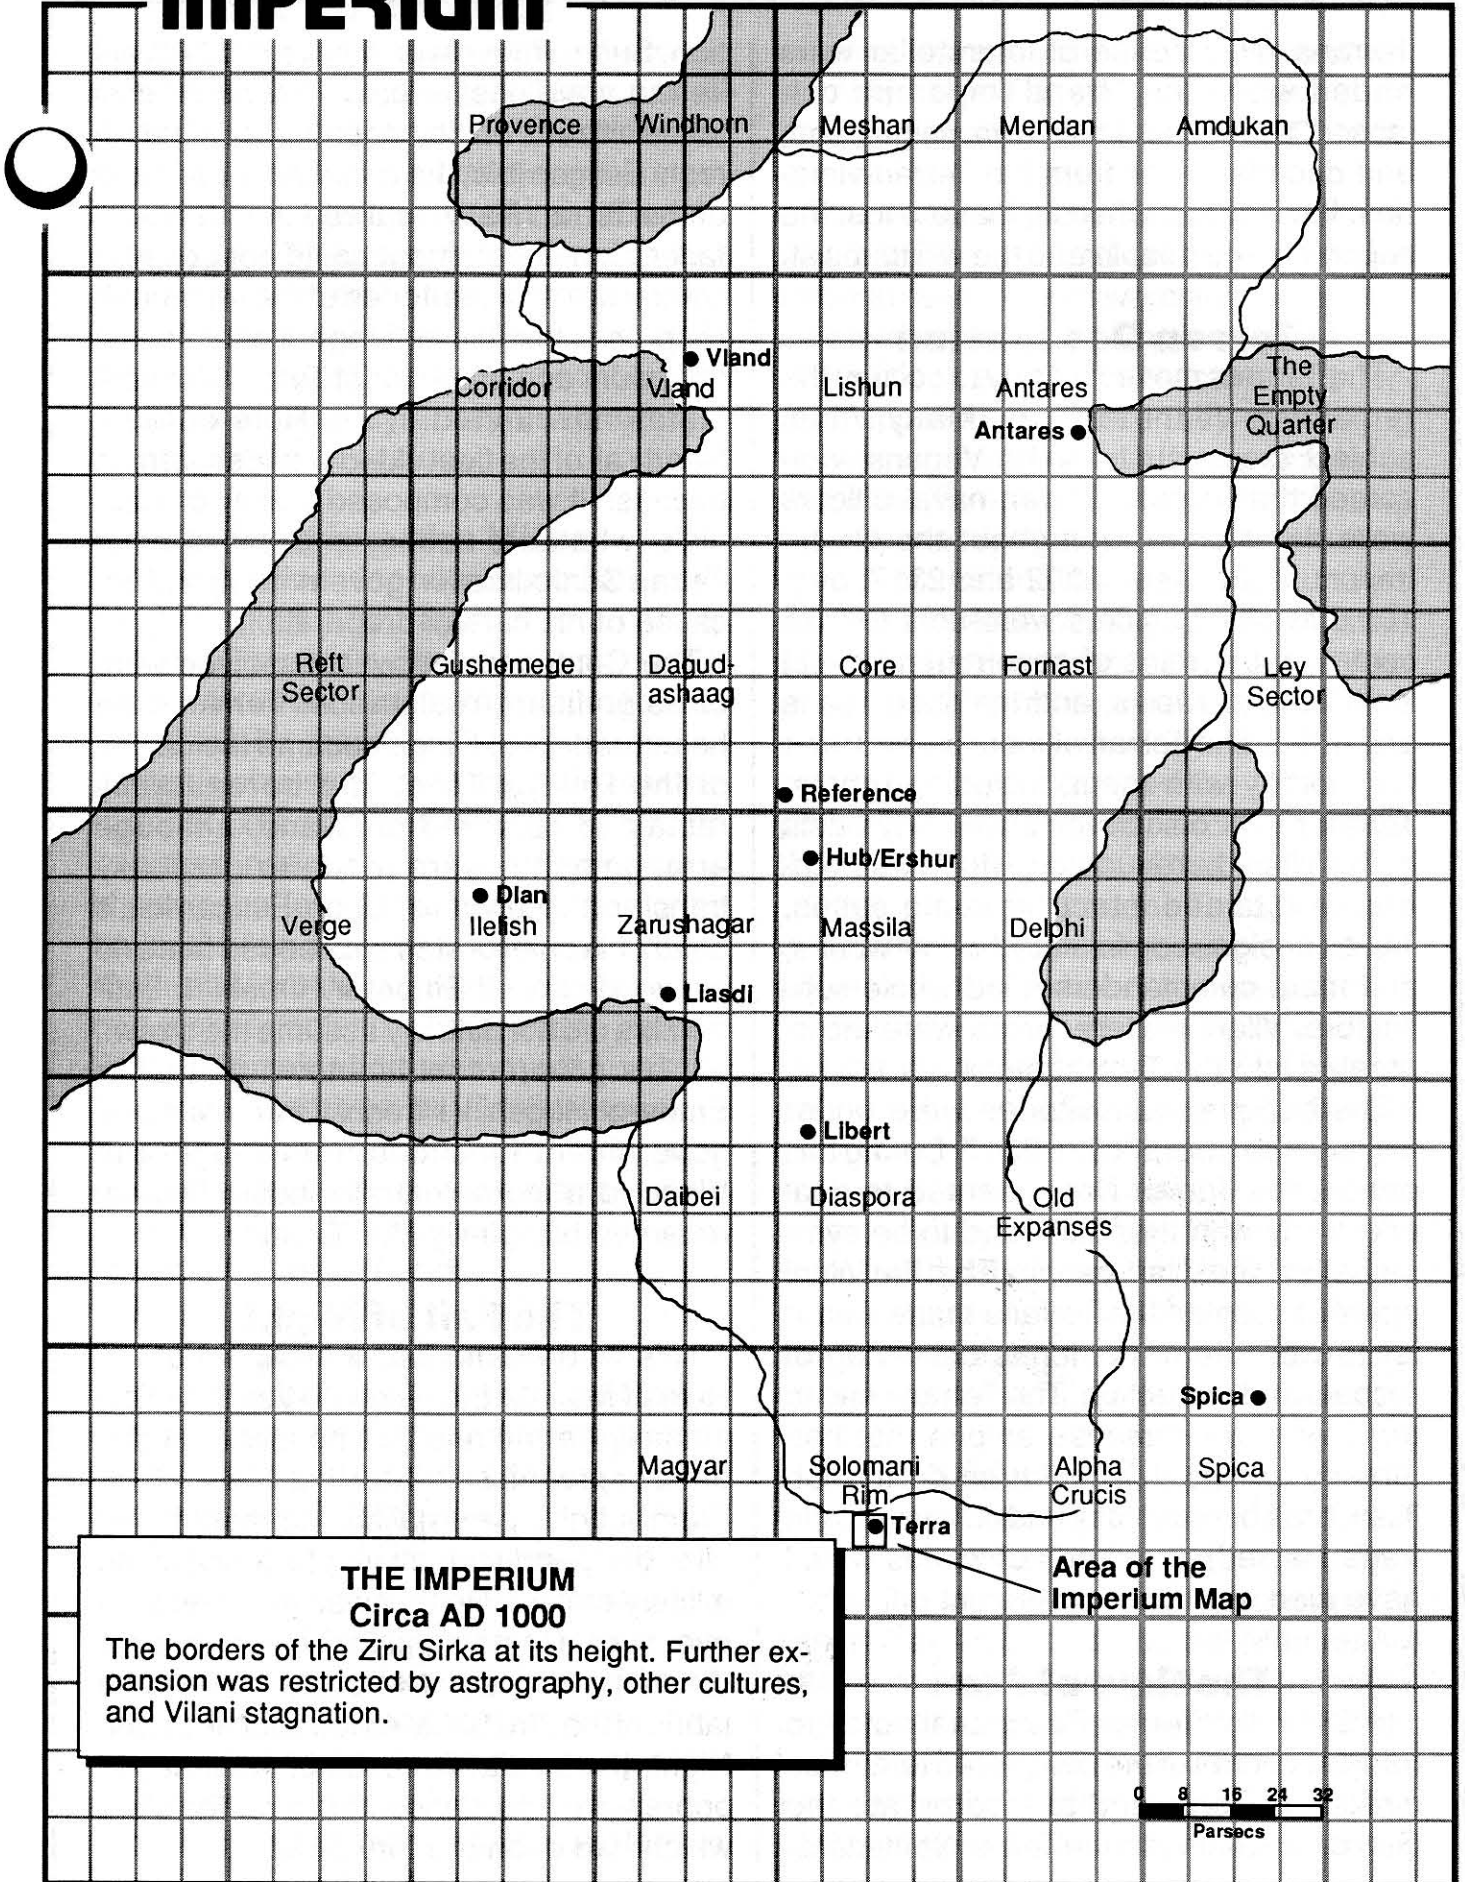 IMPERIUM
Provence Windhorn Meshan Mendan Amdukan
Vland
Corridor Vland Lishun Antares
The
Empty
Quarter
Antares
Reft
Sector
Gushemege
Dagud-
ashaag
Core
Fornast
Ley
Sector
Reference
Hub/Ershur
Dlan
Verge Ilelish Zarushagar Massila Delphi
Liasdi
Libert
Daibei Diaspora
Old
Expanses
Spica
Magyar
Solomani
Rim
Alpha
Crucis
Spica
Terra
Area of the
Imperium Map
THE IMPERIUM
Circa AD 1000
The borders of the Ziru Sirka at its height. Further ex-
pansion was restricted by astrography, other cultures,
and Vilani stagnation.
0 8 16 24 32
Parsecs